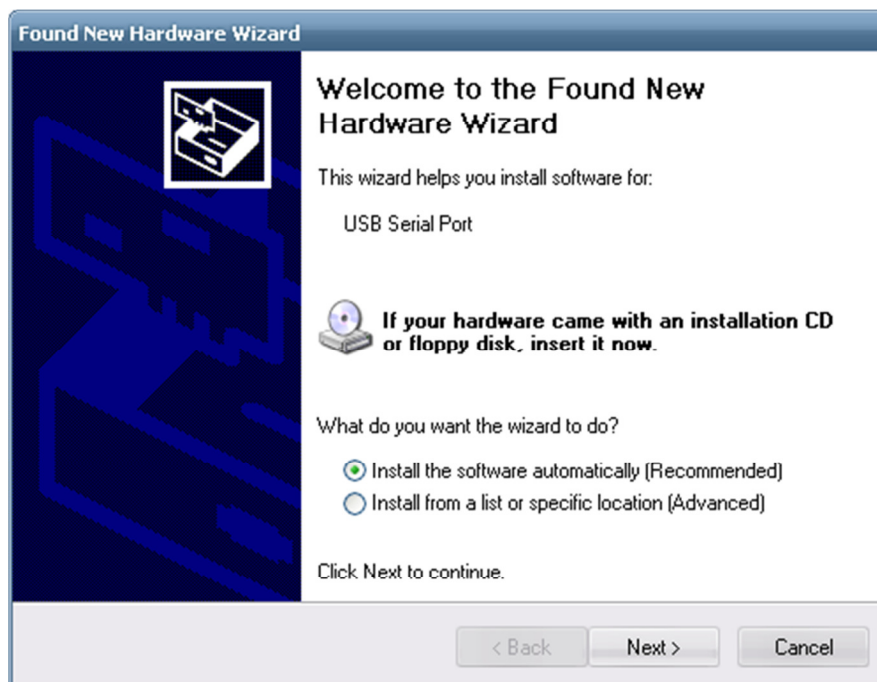 Found New Hardware Wizard
Welcome to the Found New
Hardware Wizard
This wizard helps you install software for:
USB Serial Port
If your hardware came with an installation CD
or floppy disk, insert it now.
What do you want the wizard to do?
Install the software automatically (Recommended)
Install from a list or specific location (Advanced)
Click Next to continue.
< Back Next > Cancel